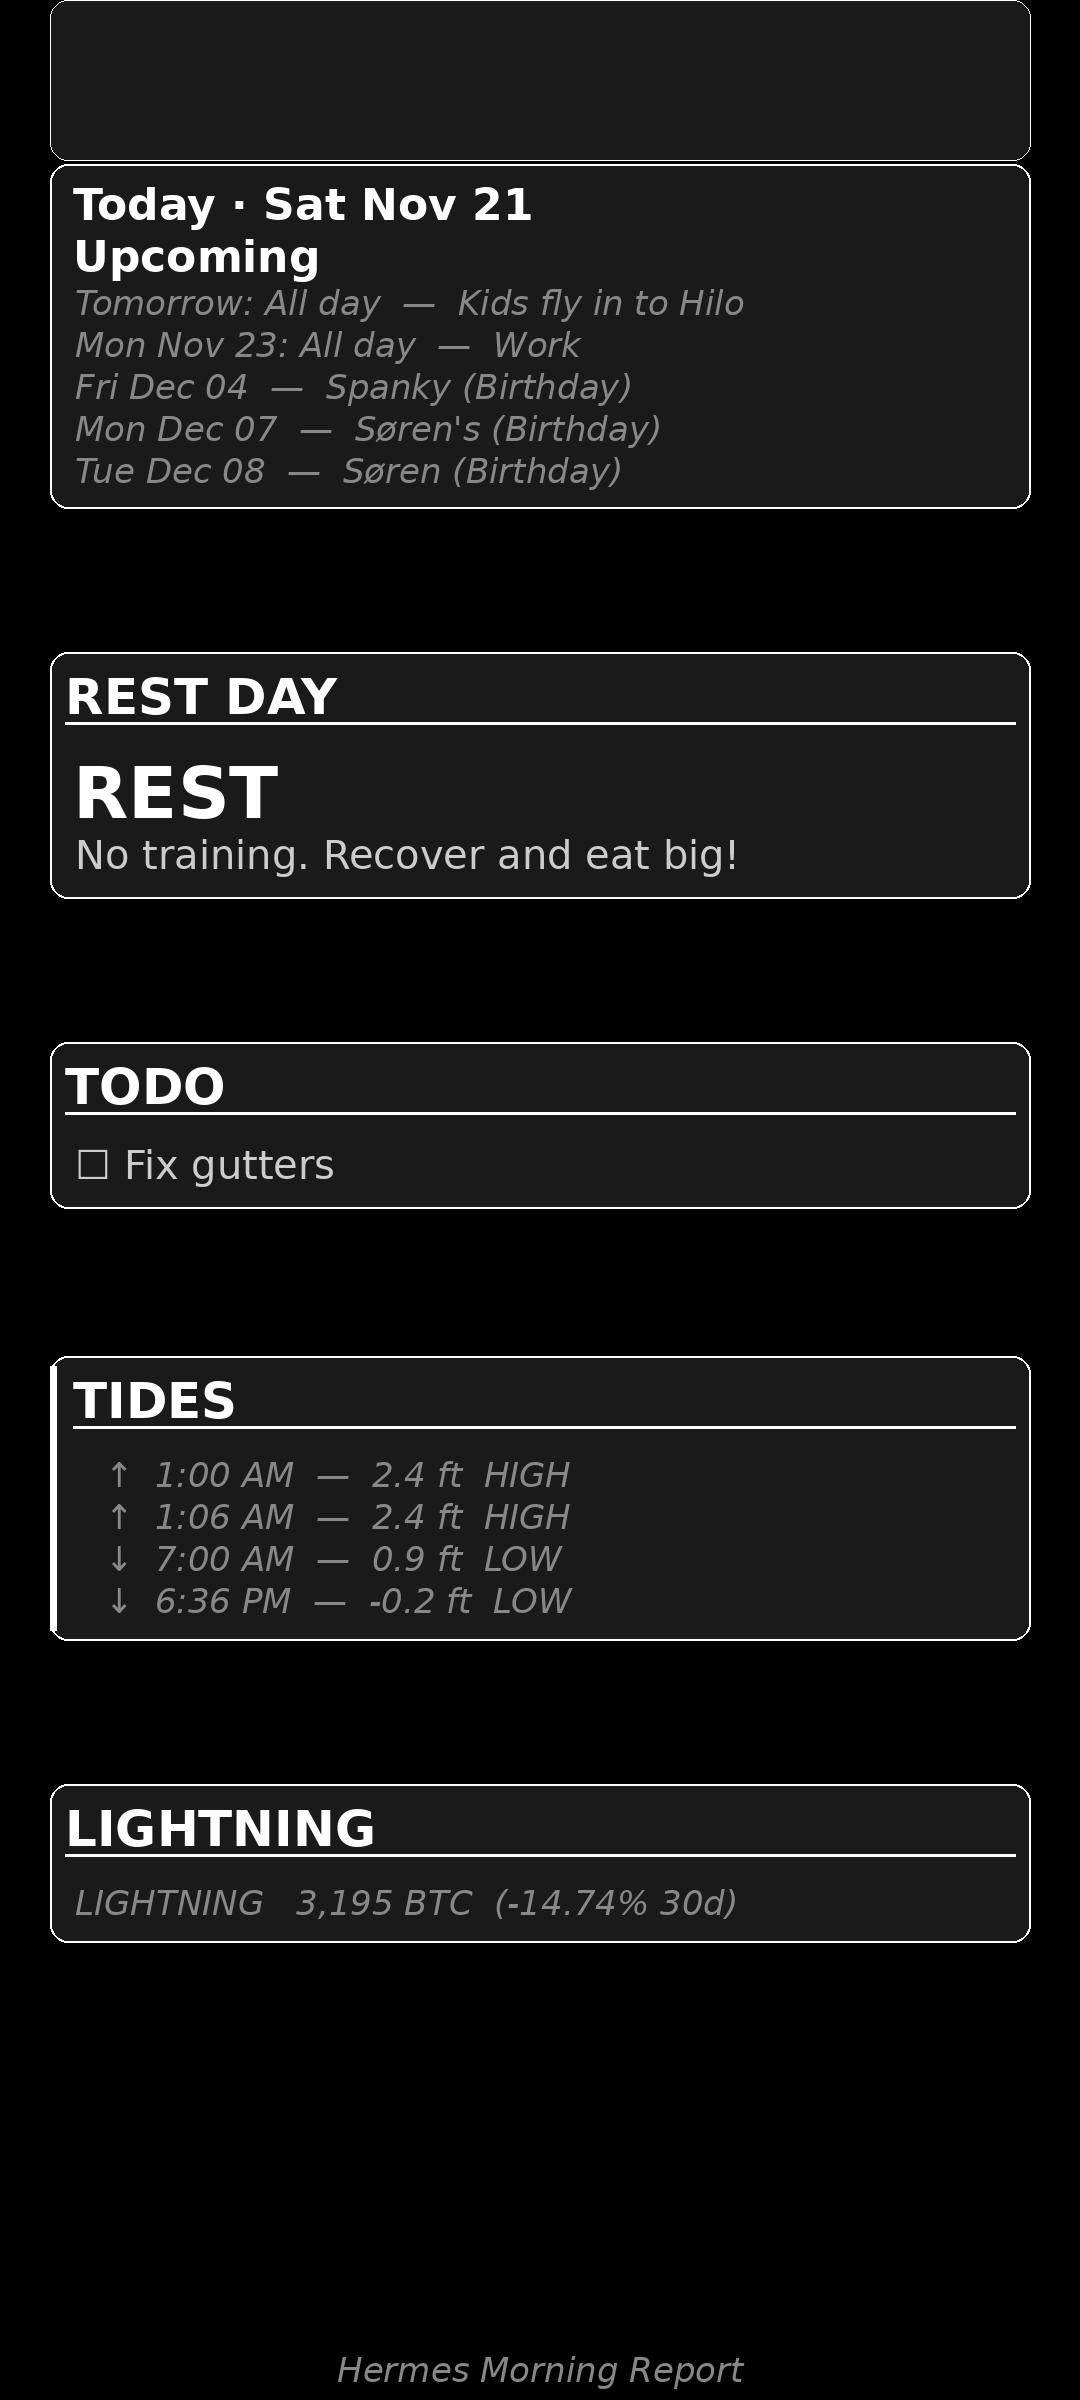 Today · Sat Nov 21
Upcoming
Tomorrow: All day — Kids fly in to Hilo
Mon Nov 23: All day — Work
Fri Dec 04 — Spanky (Birthday)
Mon Dec 07 — Søren's (Birthday)
Tue Dec 08 — Søren (Birthday)
REST DAY
REST
No training. Recover and eat big!
TODO
☐ Fix gutters
TIDES
↑ 1:00 AM — 2.4 ft HIGH
↑ 1:06 AM — 2.4 ft HIGH
↓ 7:00 AM — 0.9 ft LOW
↓ 6:36 PM — -0.2 ft LOW
LIGHTNING
LIGHTNING 3,195 BTC (-14.74% 30d)
Hermes Morning Report